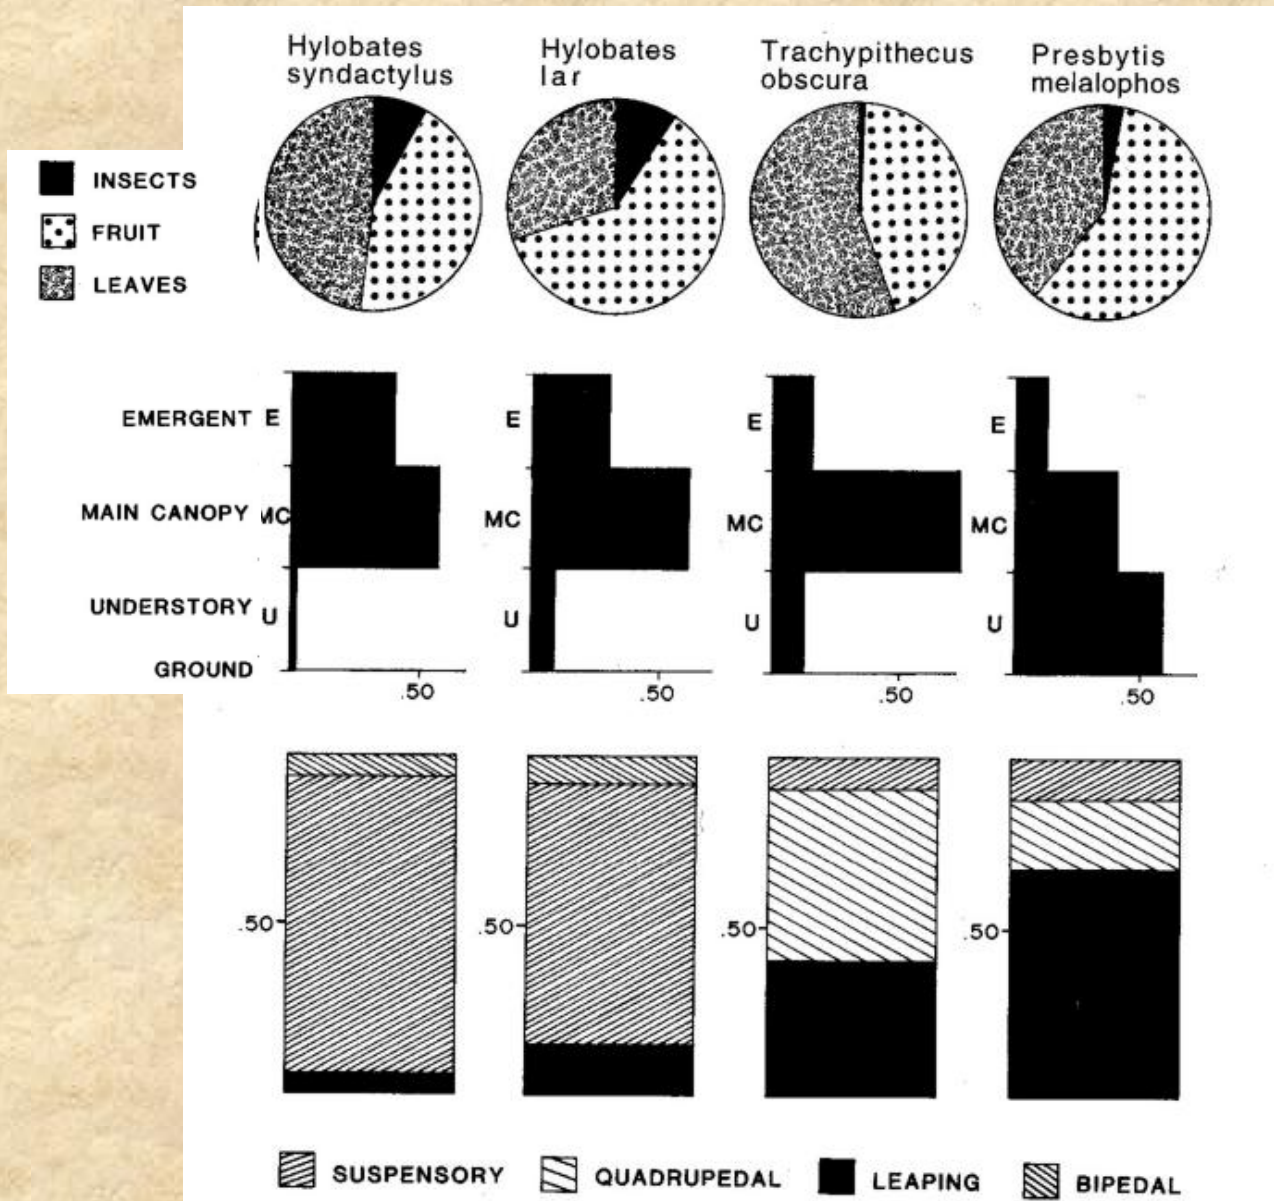 Hylobates
syndactylus
Hylobates
lar
Trachypithecus
obscura
Presbytis
melalophos
INSECTS
FRUIT
LEAVES
EMERGENT E
E
E
E
MAIN CANOPY MC
MC
MC
MC
UNDERSTORY U
U
U
U
GROUND
.50
.50
.50
.50
.50
.50
.50
.50
SUSPENSORY
QUADRUPEDAL
LEAPING
BIPEDAL